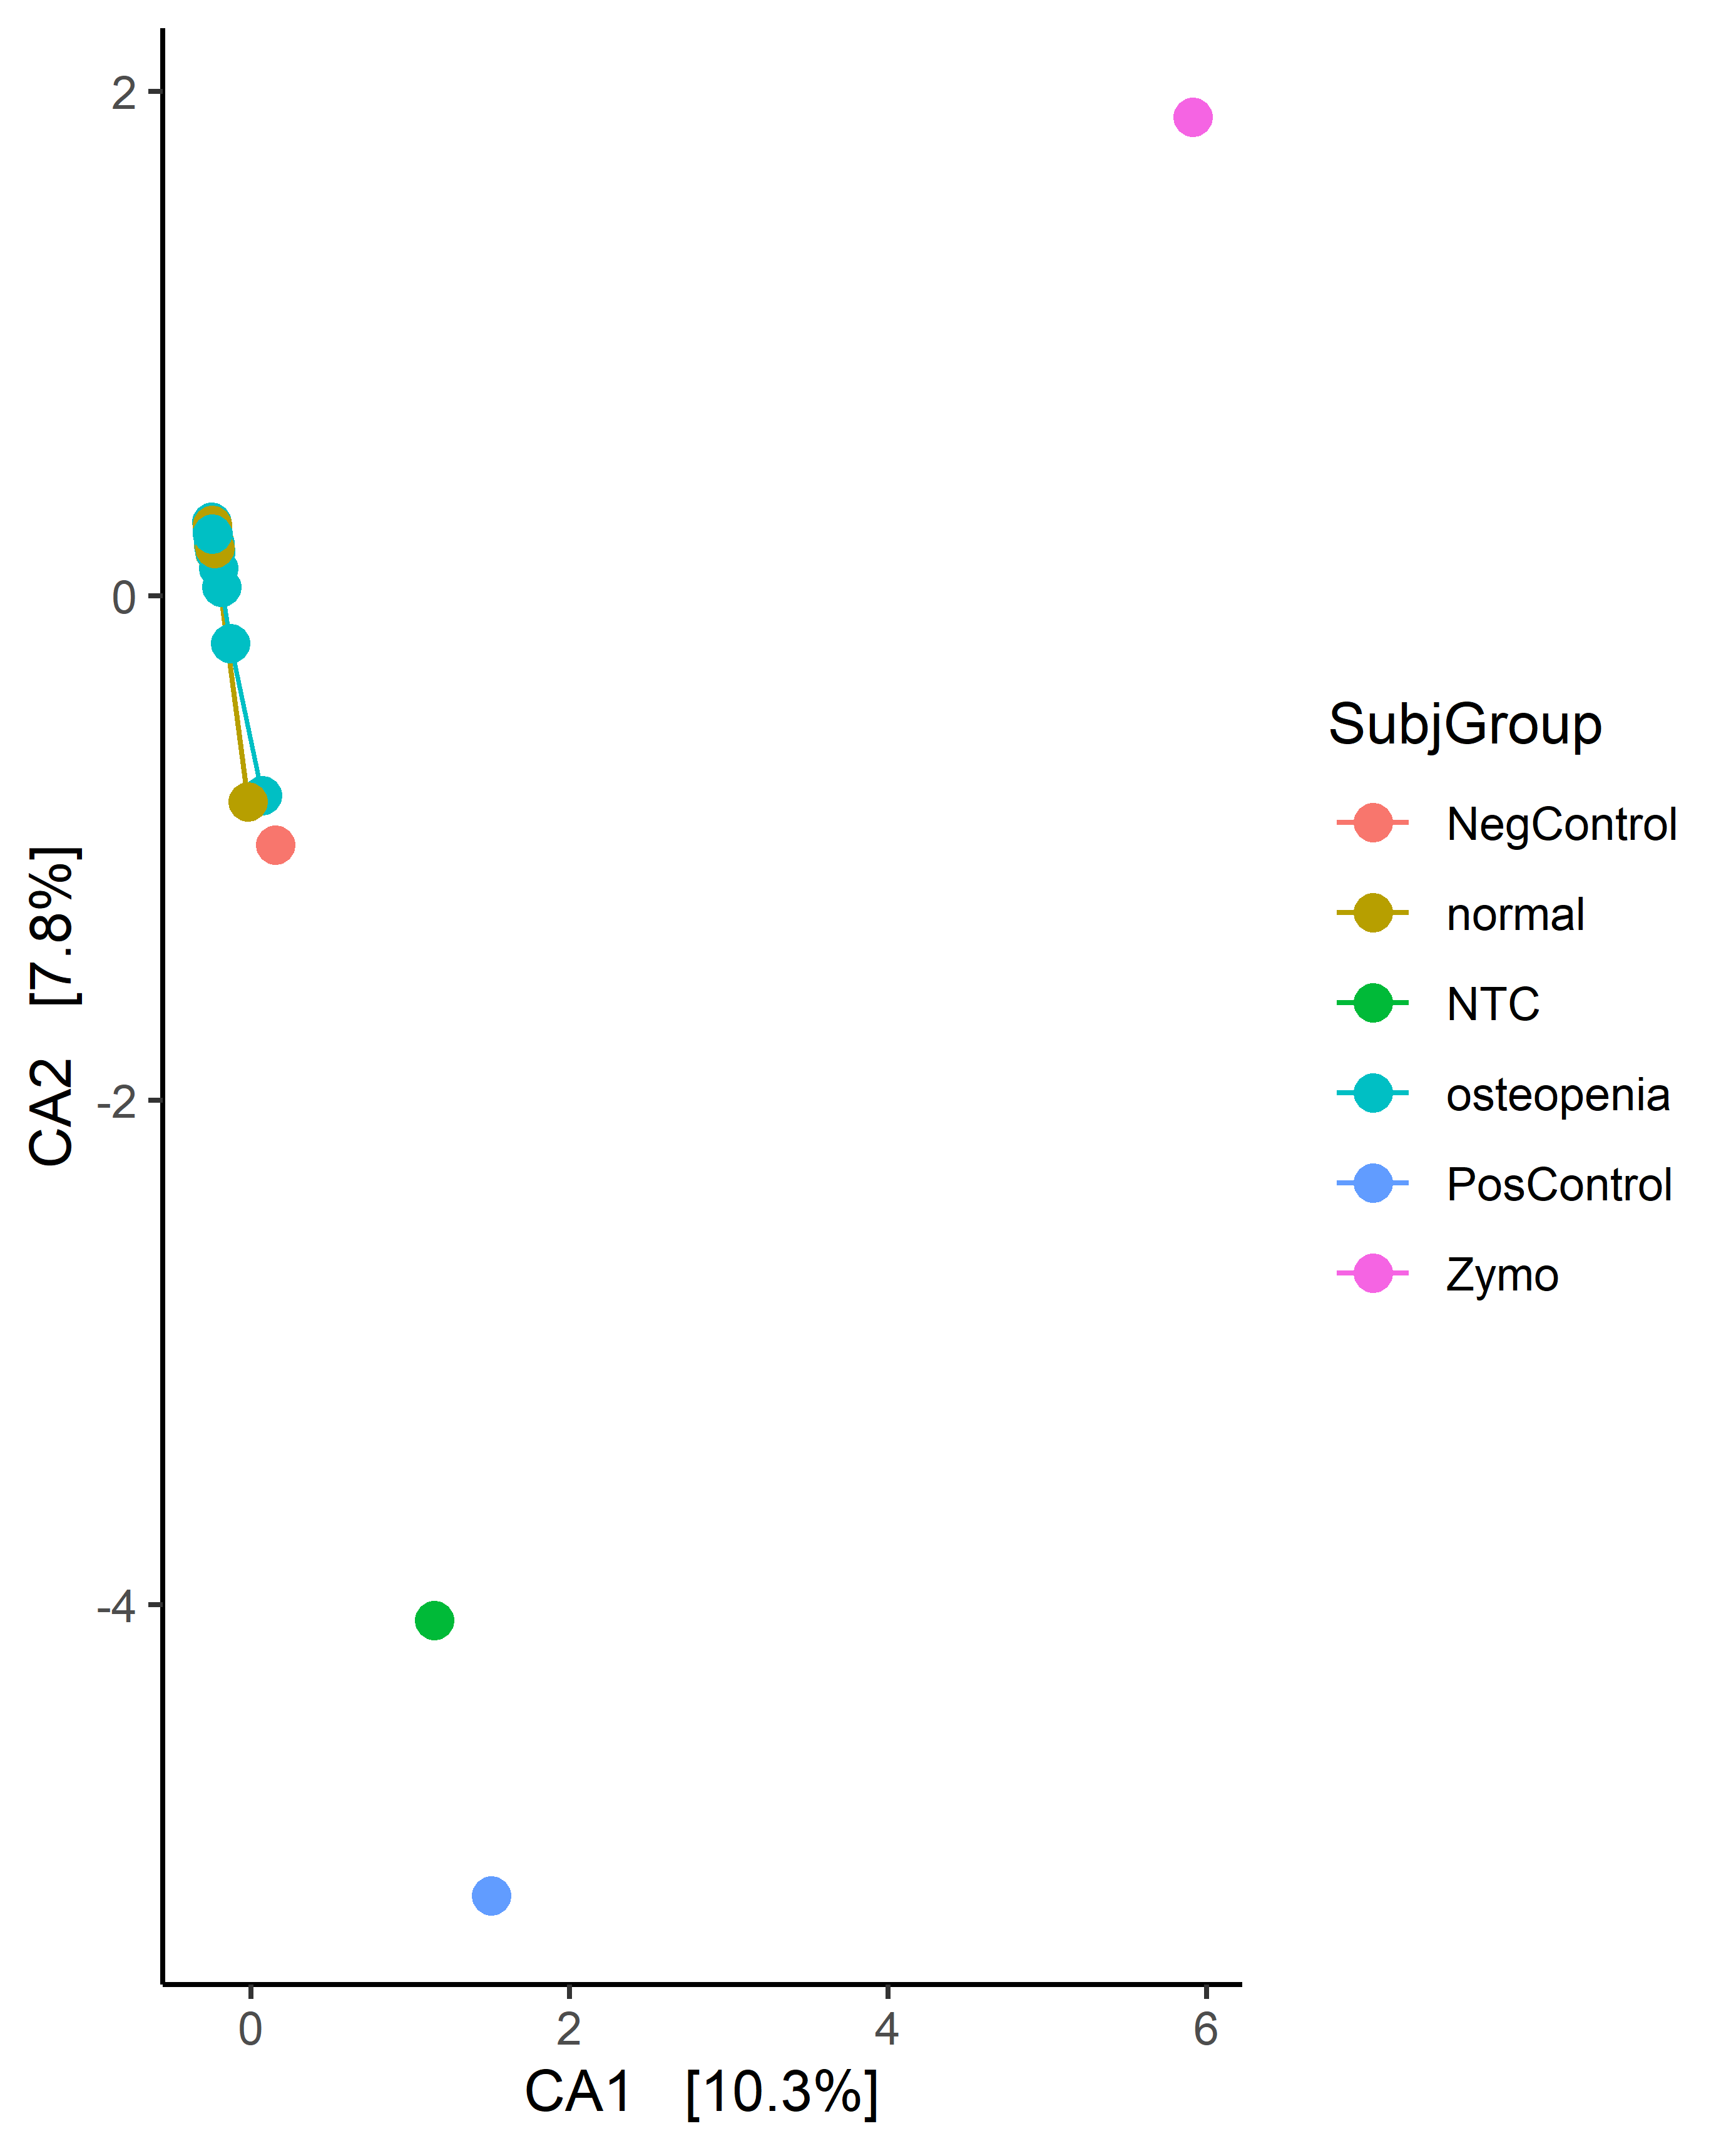 2
0
-2
-4
CA2 [7.8%]
0
2
4
6
CA1 [10.3%]
SubjGroup
NegControl
normal
NTC
osteopenia
PosControl
Zymo